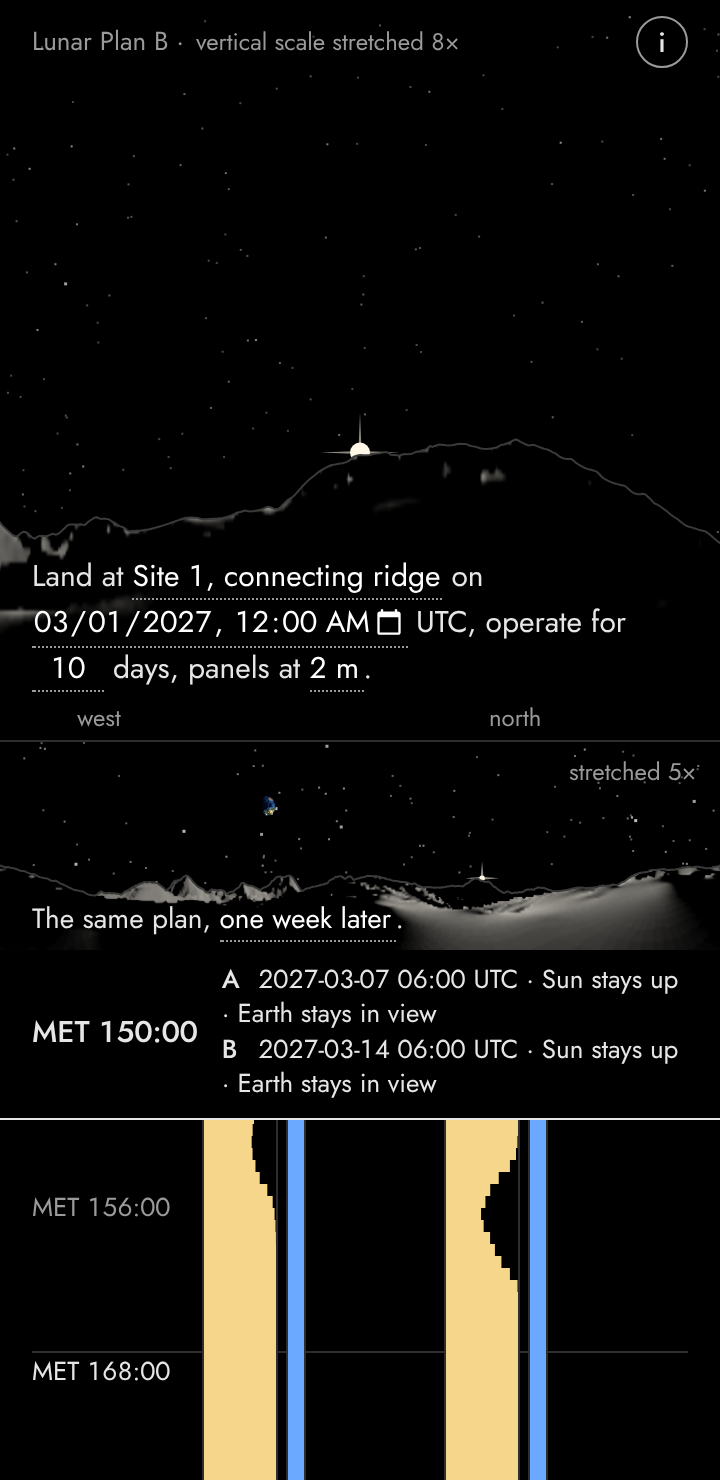 Lunar Plan B · vertical scale stretched 8×
i
Land at Site 1, connecting ridge on
03/01/2027, 12:00 AM UTC, operate for
10 days, panels at 2 m.
west north
stretched 5×
The same plan, one week later.
MET 150:00
A 2027-03-07 06:00 UTC · Sun stays up
· Earth stays in view
B 2027-03-14 06:00 UTC · Sun stays up
· Earth stays in view
MET 156:00
MET 168:00